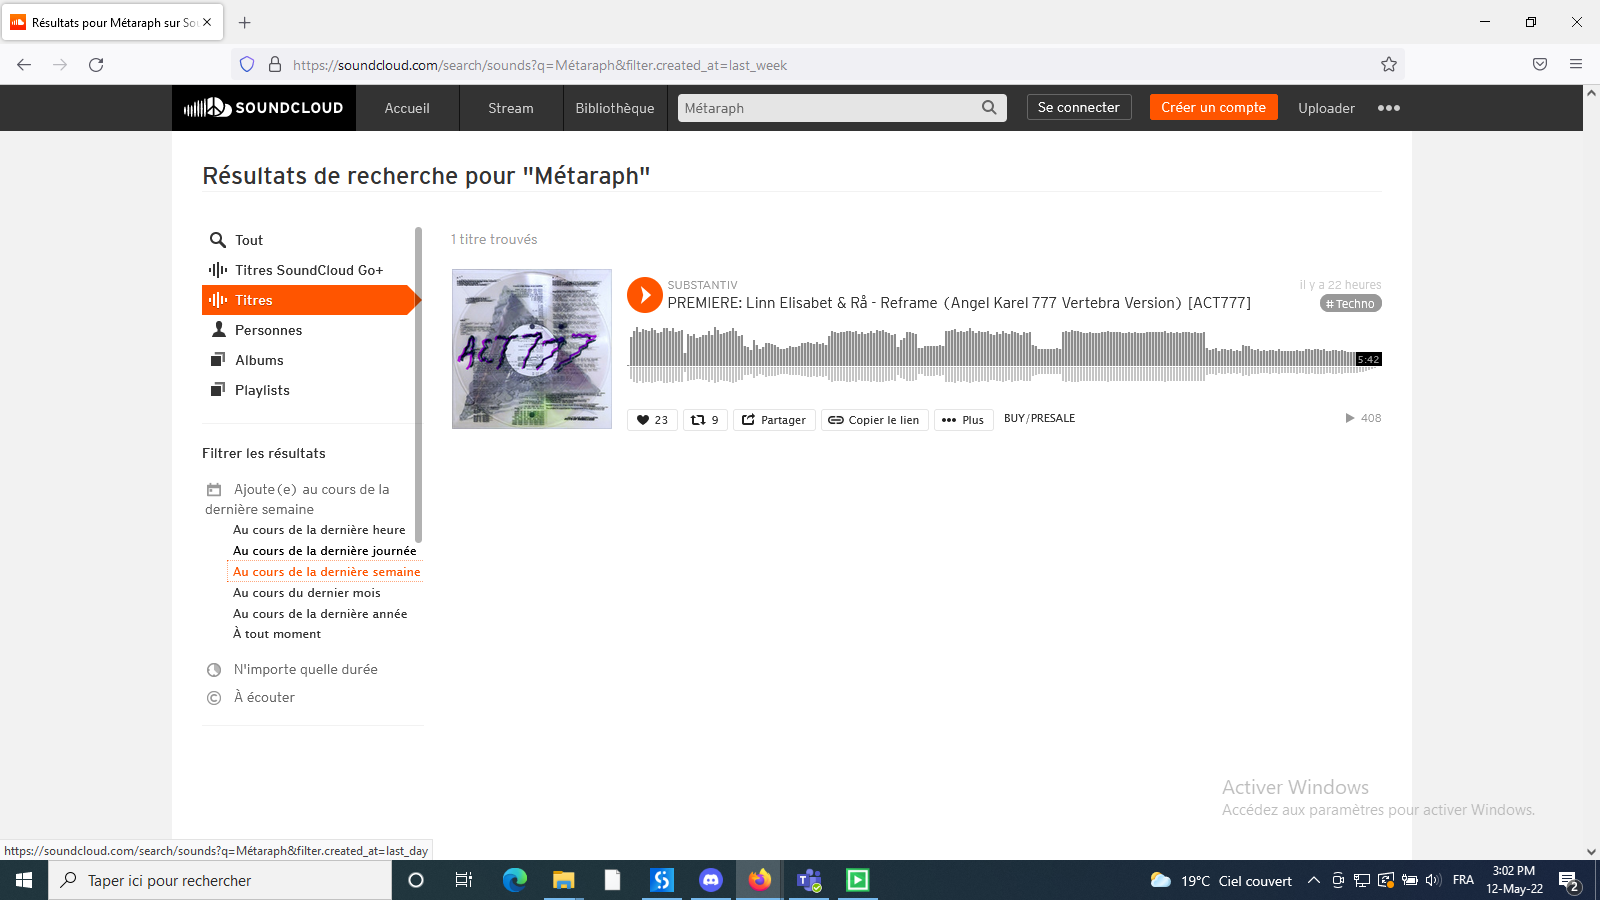 Résultats pour Métaraph sur Sou
https://soundcloud.com/search/sounds?q=Métaraph&filter.created_at=last_week
SOUNDCLOUD
Accueil
Stream
Bibliothèque
Métaraph
Se connecter
Créer un compte
Uploader
Résultats de recherche pour "Métaraph"
Tout
Titres SoundCloud Go+
Titres
Personnes
Albums
Playlists
Filtrer les résultats
Ajoute(e) au cours de la
dernière semaine
Au cours de la dernière heure
Au cours de la dernière journée
Au cours de la dernière semaine
Au cours du dernier mois
Au cours de la dernière année
À tout moment
N'importe quelle durée
À écouter
1 titre trouvés
ACT777
SUBSTANTIV
il y a 22 heures
PREMIERE: Linn Elisabet & Rå - Reframe (Angel Karel 777 Vertebra Version) [ACT777]
# Techno
5:42
23
9
Partager
Copier le lien
Plus
BUY/PRESALE
408
Activer Windows
Accédez aux paramètres pour activer Windows.
https://soundcloud.com/search/sounds?q=Métaraph&filter.created_at=last_day
Taper ici pour rechercher
19°C Ciel couvert
FRA
3:02 PM
12-May-22
2